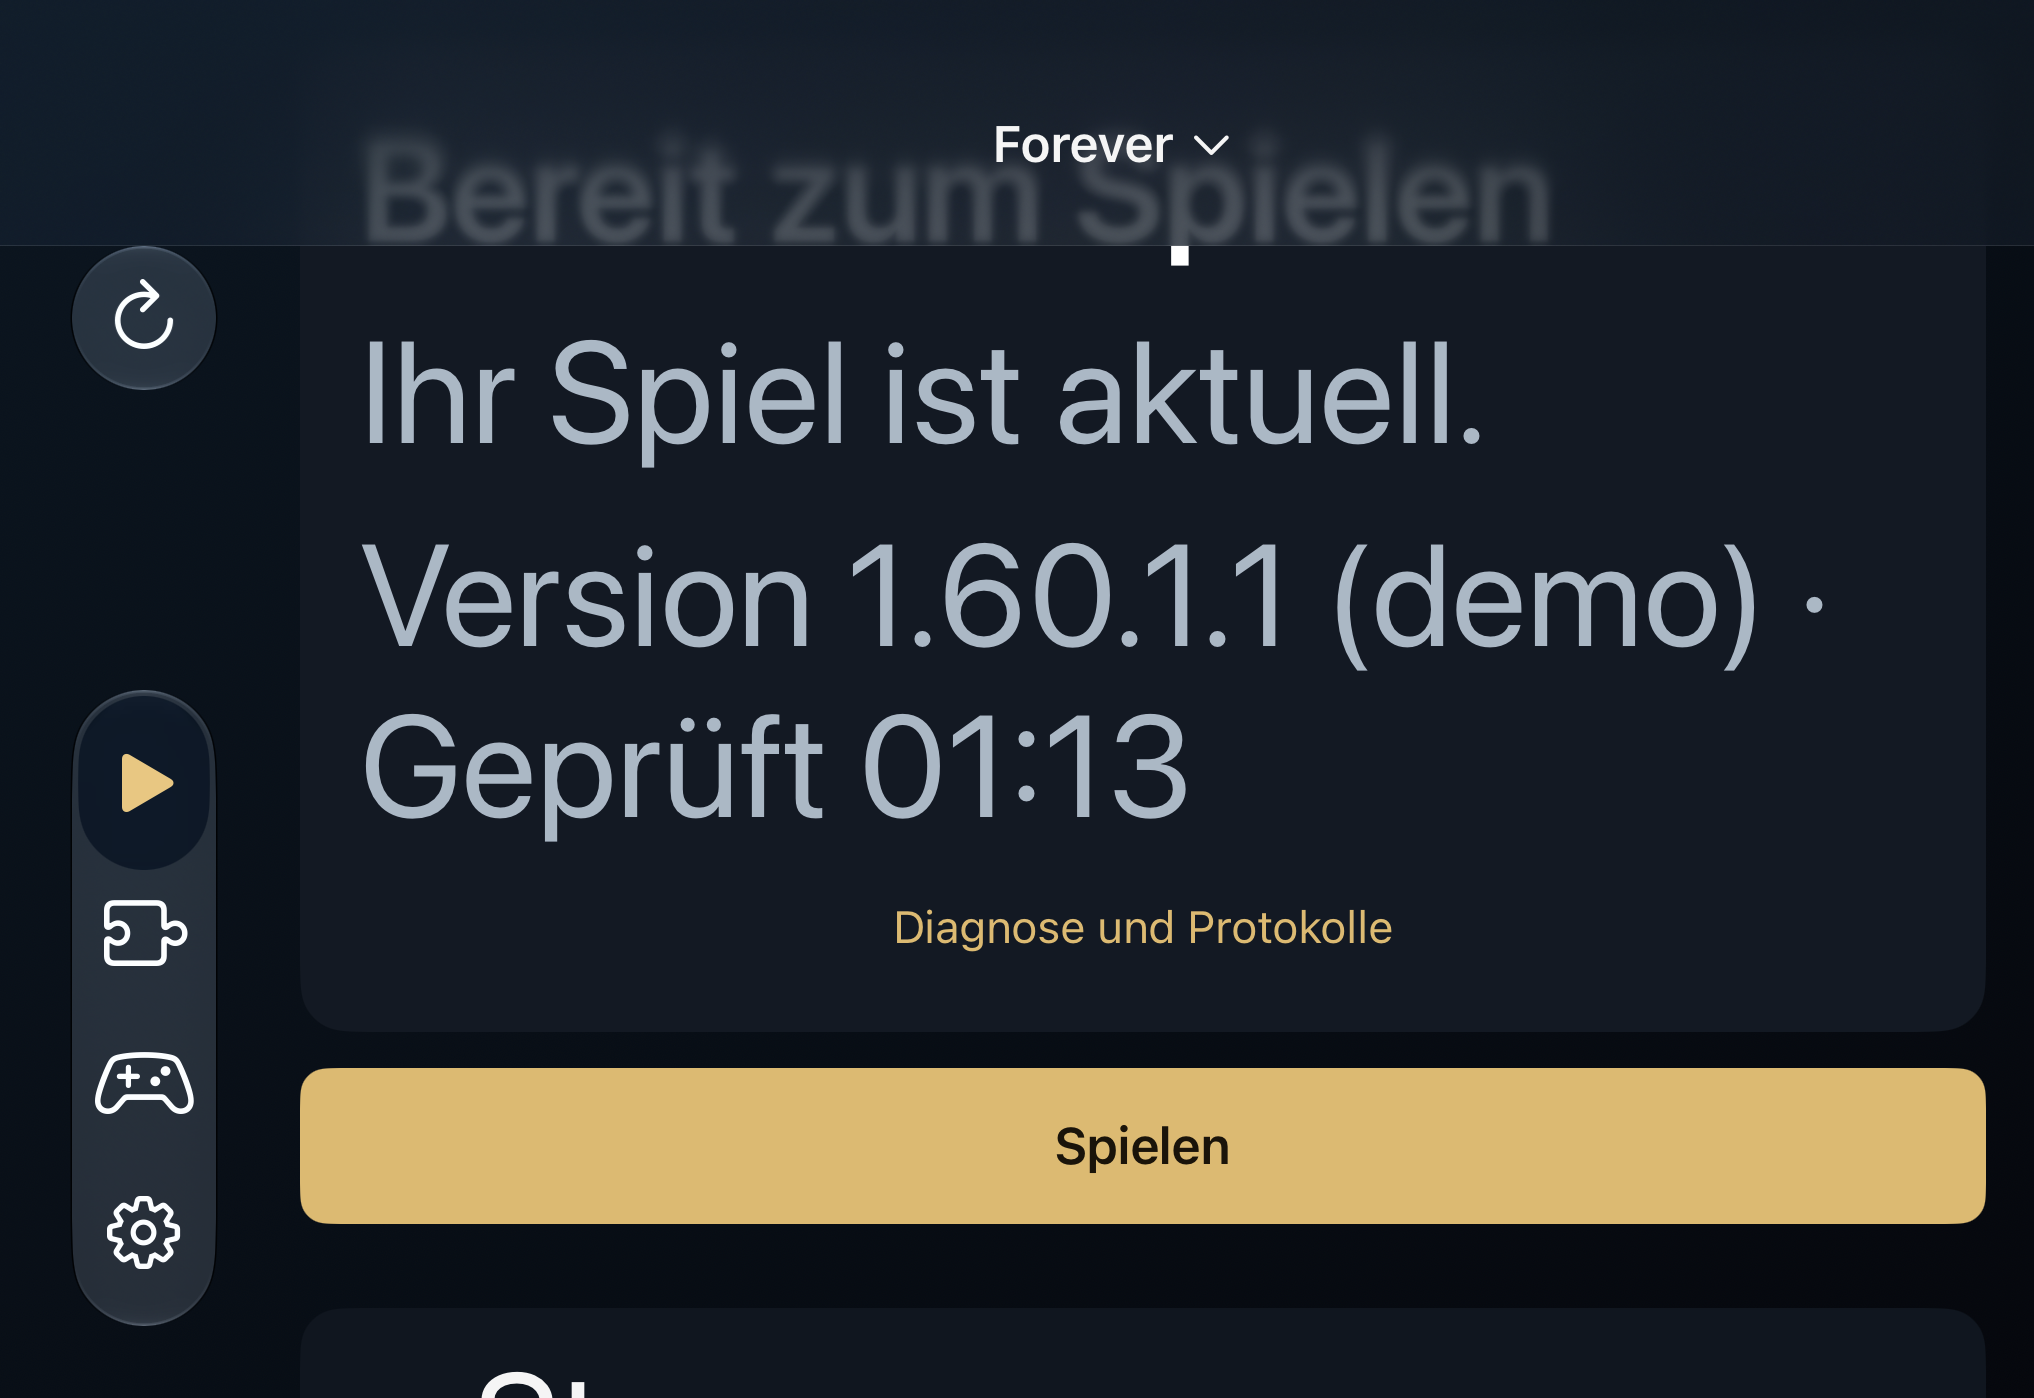 Forever
Bereit zum Spielen
Ihr Spiel ist aktuell.
Version 1.60.1.1 (demo) ·
Geprüft 01:13
Diagnose und Protokolle
Spielen